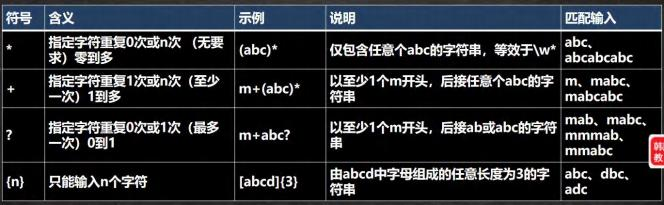 符号 含义 示例 说明 匹配输入
* 指定字符重复0次或n次 （无要求）零到多 (abc)* 仅包含任意个abc的字符串，等效于\w* abc、abcabcabc
+ 指定字符重复1次或n次（至少一次）1到多 m+(abc)* 以至少1个m开头，后接任意个abc的字符串 m、mabc、mabcabc
? 指定字符重复0次或1次（最多一次）0到1 m+abc? 以至少1个m开头，后接ab或abc的字符串 mab、mabc、mmmab、mmabc
{n} 只能输入n个字符 [abcd]{3} 由abcd中字母组成的任意长度为3的字符串 abc、dbc、adc